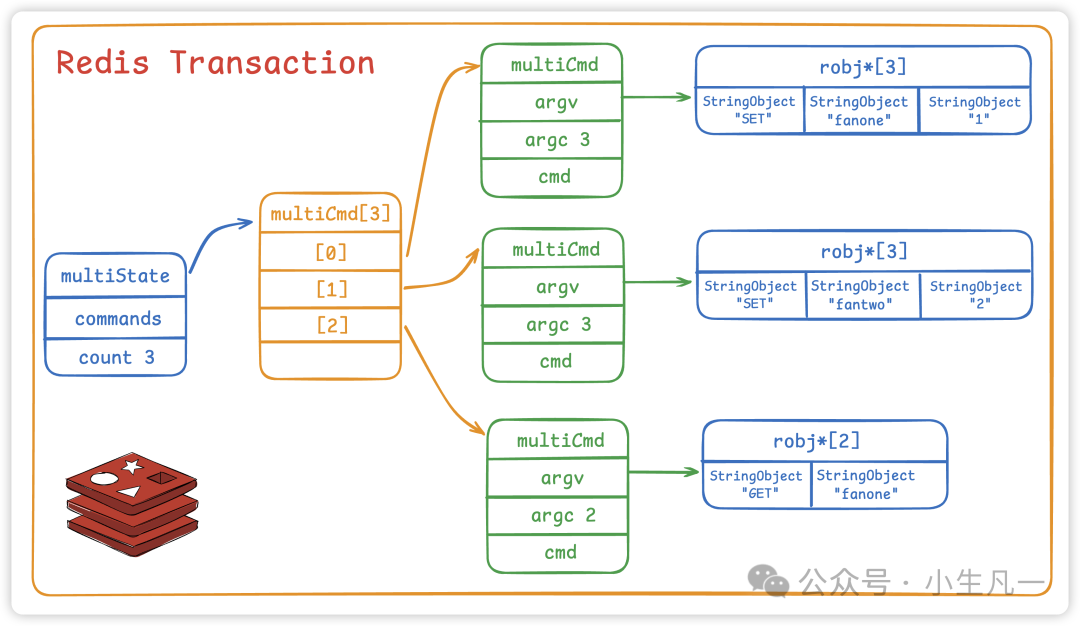 Redis Transaction
multiState
commands
count 3
multiCmd[3]
[0]
[1]
[2]
multiCmd
argv
argc 3
cmd
robj*[3]
StringObject
"SET"
StringObject
"fanone"
StringObject
"1"
multiCmd
argv
argc 3
cmd
robj*[3]
StringObject
"SET"
StringObject
"fantwo"
StringObject
"2"
multiCmd
argv
argc 2
cmd
robj*[2]
StringObject
"GET"
StringObject
"fanone"
公众号 · 小生凡一